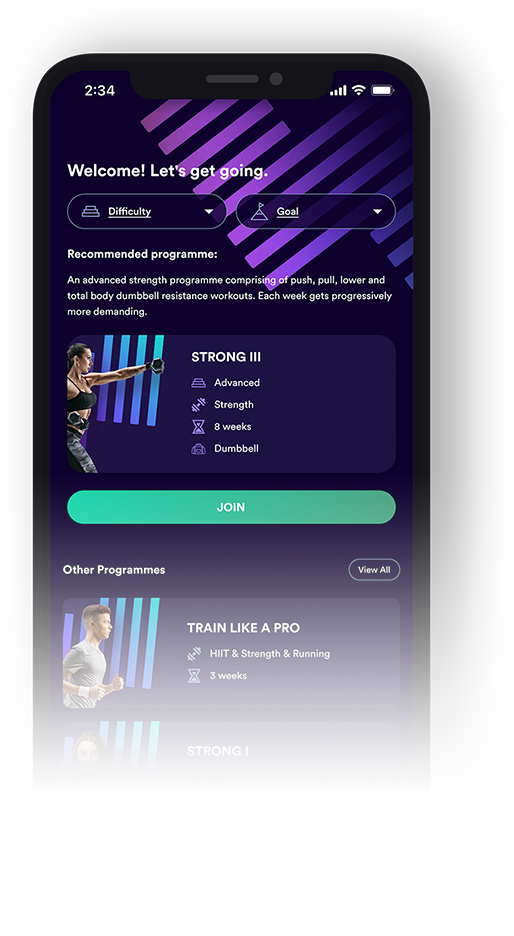 2:34
Welcome! Let's get going.
Difficulty
Goal
Recommended programme:
An advanced strength programme comprising of push, pull, lower and
total body dumbbell resistance workouts. Each week gets progressively
more demanding.
STRONG III
Advanced
Strength
8 weeks
Dumbbell
JOIN
Other Programmes
View All
TRAIN LIKE A PRO
HIIT & Strength & Running
3 weeks
STRONG I